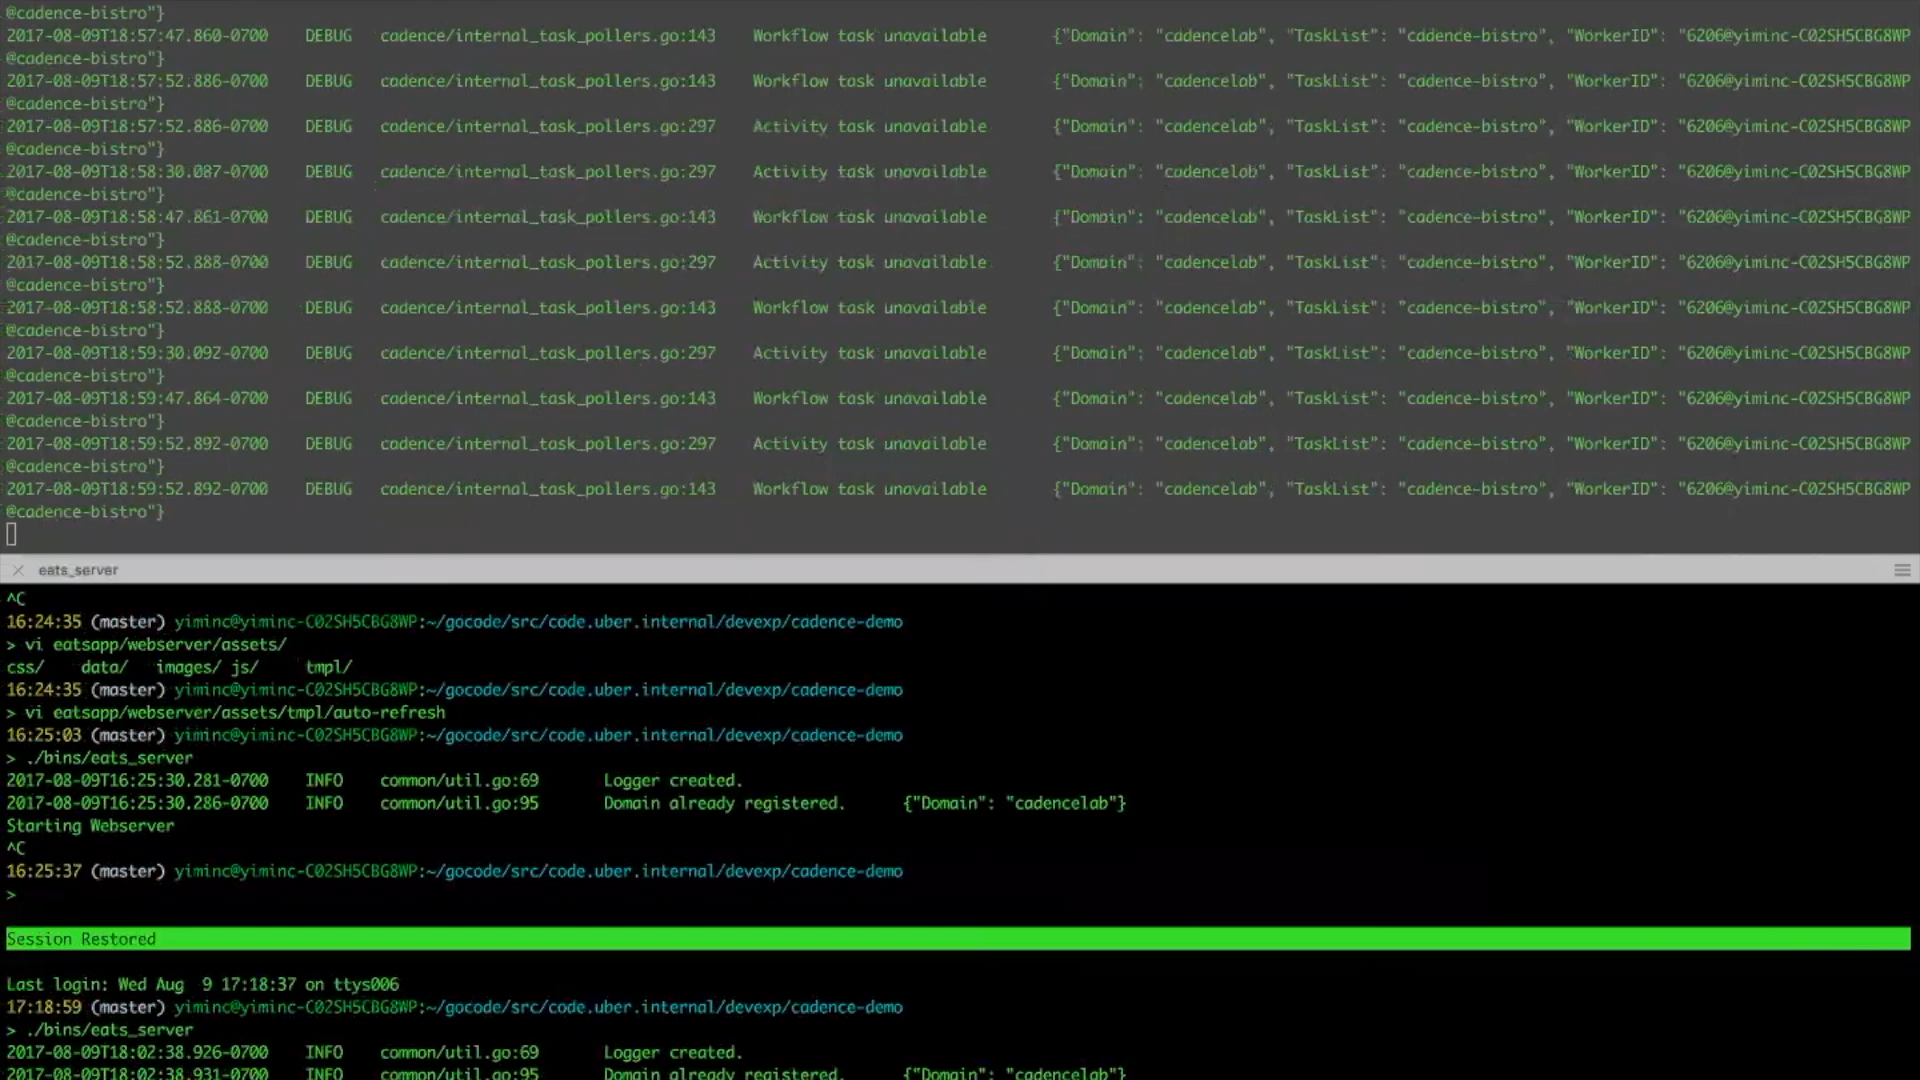 @cadence-bistro"}
2017-08-09T18:57:47.860-0700    DEBUG   cadence/internal_task_pollers.go:143    Workflow task unavailable       {"Domain": "cadencelab", "TaskList": "cadence-bistro", "WorkerID": "6206@yiminc-C02SH5CBG8WP
@cadence-bistro"}
2017-08-09T18:57:52.886-0700    DEBUG   cadence/internal_task_pollers.go:143    Workflow task unavailable       {"Domain": "cadencelab", "TaskList": "cadence-bistro", "WorkerID": "6206@yiminc-C02SH5CBG8WP
@cadence-bistro"}
2017-08-09T18:57:52.886-0700    DEBUG   cadence/internal_task_pollers.go:297    Activity task unavailable       {"Domain": "cadencelab", "TaskList": "cadence-bistro", "WorkerID": "6206@yiminc-C02SH5CBG8WP
@cadence-bistro"}
2017-08-09T18:58:30.087-0700    DEBUG   cadence/internal_task_pollers.go:297    Activity task unavailable       {"Domain": "cadencelab", "TaskList": "cadence-bistro", "WorkerID": "6206@yiminc-C02SH5CBG8WP
@cadence-bistro"}
2017-08-09T18:58:47.861-0700    DEBUG   cadence/internal_task_pollers.go:143    Workflow task unavailable       {"Domain": "cadencelab", "TaskList": "cadence-bistro", "WorkerID": "6206@yiminc-C02SH5CBG8WP
@cadence-bistro"}
2017-08-09T18:58:52.888-0700    DEBUG   cadence/internal_task_pollers.go:297    Activity task unavailable       {"Domain": "cadencelab", "TaskList": "cadence-bistro", "WorkerID": "6206@yiminc-C02SH5CBG8WP
@cadence-bistro"}
2017-08-09T18:58:52.888-0700    DEBUG   cadence/internal_task_pollers.go:143    Workflow task unavailable       {"Domain": "cadencelab", "TaskList": "cadence-bistro", "WorkerID": "6206@yiminc-C02SH5CBG8WP
@cadence-bistro"}
2017-08-09T18:59:30.092-0700    DEBUG   cadence/internal_task_pollers.go:297    Activity task unavailable       {"Domain": "cadencelab", "TaskList": "cadence-bistro", "WorkerID": "6206@yiminc-C02SH5CBG8WP
@cadence-bistro"}
2017-08-09T18:59:47.864-0700    DEBUG   cadence/internal_task_pollers.go:143    Workflow task unavailable       {"Domain": "cadencelab", "TaskList": "cadence-bistro", "WorkerID": "6206@yiminc-C02SH5CBG8WP
@cadence-bistro"}
2017-08-09T18:59:52.892-0700    DEBUG   cadence/internal_task_pollers.go:297    Activity task unavailable       {"Domain": "cadencelab", "TaskList": "cadence-bistro", "WorkerID": "6206@yiminc-C02SH5CBG8WP
@cadence-bistro"}
2017-08-09T18:59:52.892-0700    DEBUG   cadence/internal_task_pollers.go:143    Workflow task unavailable       {"Domain": "cadencelab", "TaskList": "cadence-bistro", "WorkerID": "6206@yiminc-C02SH5CBG8WP
@cadence-bistro"}
eats_server
^C
16:24:35 (master) yiminc@yiminc-C02SH5CBG8WP:~/gocode/src/code.uber.internal/devexp/cadence-demo
> vi eatsapp/webserver/assets/
css/    data/   images/ js/     tmpl/
16:24:35 (master) yiminc@yiminc-C02SH5CBG8WP:~/gocode/src/code.uber.internal/devexp/cadence-demo
> vi eatsapp/webserver/assets/tmpl/auto-refresh
16:25:03 (master) yiminc@yiminc-C02SH5CBG8WP:~/gocode/src/code.uber.internal/devexp/cadence-demo
> ./bins/eats_server
2017-08-09T16:25:30.281-0700    INFO    common/util.go:69       Logger created.
2017-08-09T16:25:30.286-0700    INFO    common/util.go:95       Domain already registered.      {"Domain": "cadencelab"}
Starting Webserver
^C
16:25:37 (master) yiminc@yiminc-C02SH5CBG8WP:~/gocode/src/code.uber.internal/devexp/cadence-demo
>
Session Restored
Last login: Wed Aug  9 17:18:37 on ttys006
17:18:59 (master) yiminc@yiminc-C02SH5CBG8WP:~/gocode/src/code.uber.internal/devexp/cadence-demo
> ./bins/eats_server
2017-08-09T18:02:38.926-0700    INFO    common/util.go:69       Logger created.
2017-08-09T18:02:38.931-0700    INFO    common/util.go:95       Domain already registered.      {"Domain": "cadencelab"}